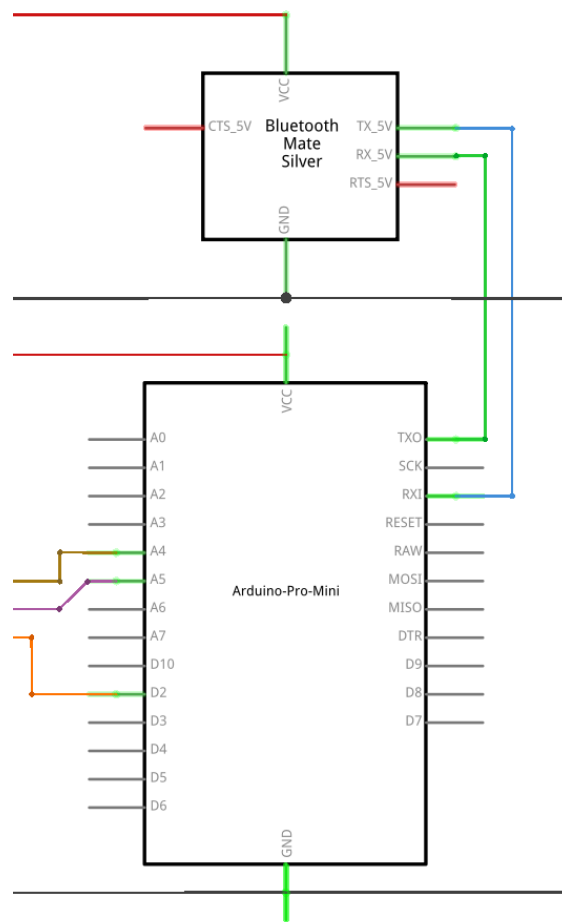 VCC
CTS_5V
Bluetooth
Mate
Silver
TX_5V
RX_5V
RTS_5V
GND
VCC
A0
A1
A2
A3
A4
A5
A6
A7
D10
D2
D3
D4
D5
D6
Arduino-Pro-Mini
TXO
SCK
RXI
RESET
RAW
MOSI
MISO
DTR
D9
D8
D7
GND